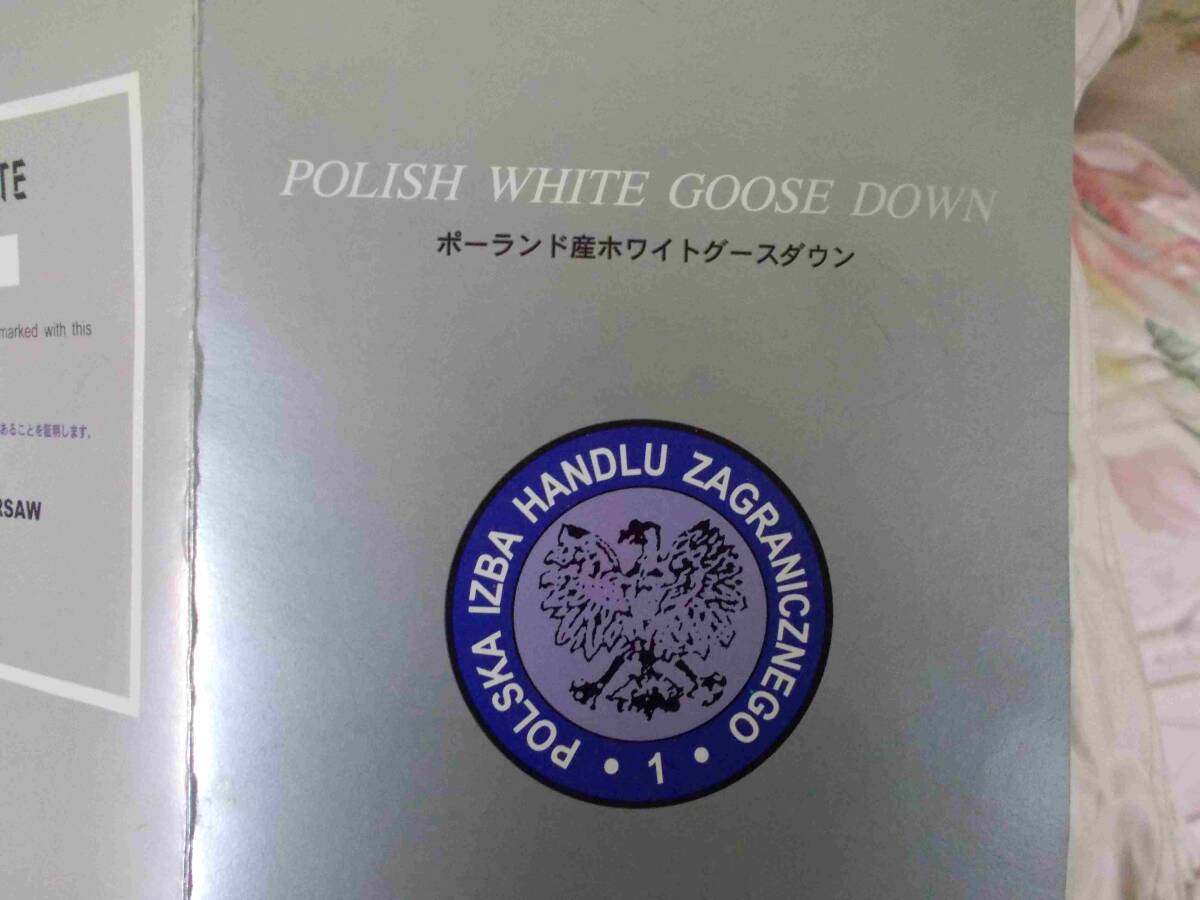 TE
marked with this
あることを証明します。
RSAW
POLISH WHITE GOOSE DOWN
ポーランド産ホワイトグースダウン
POLSKA IZBA HANDLU ZAGRANICZNEGO • 1 •